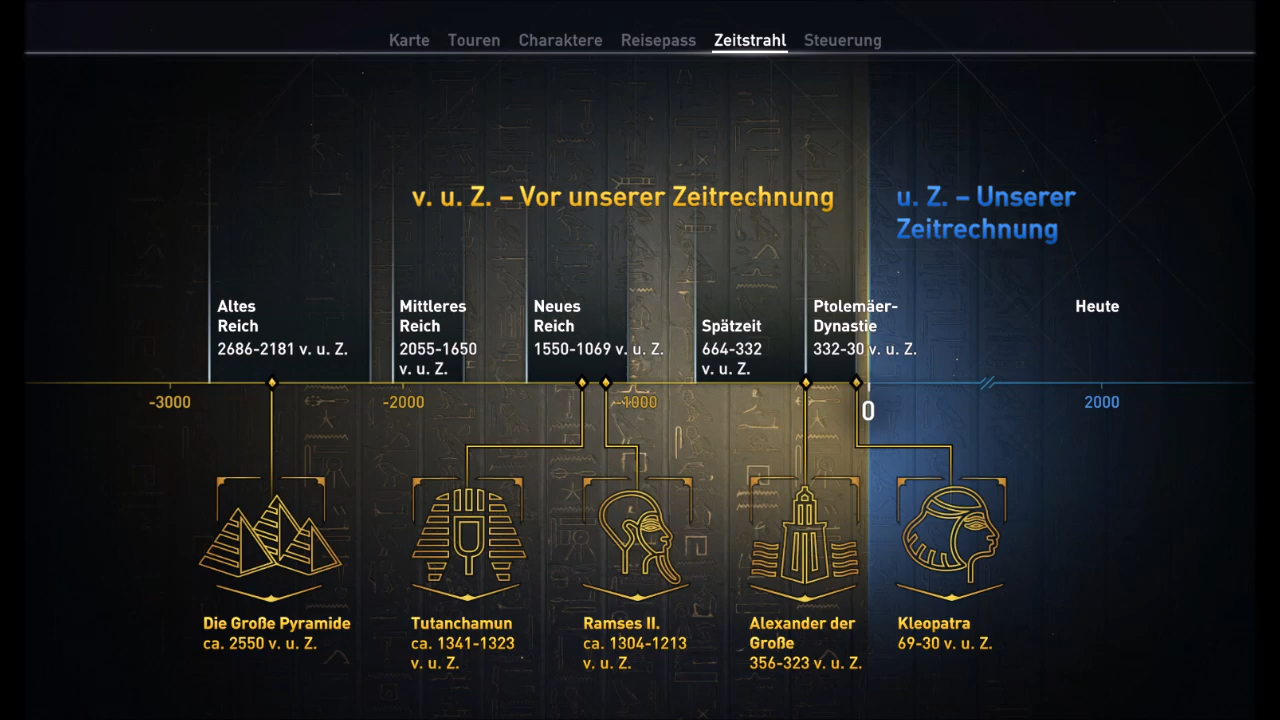 Karte Touren Charaktere Reisepass Zeitstrahl Steuerung
v. u. Z. – Vor unserer Zeitrechnung
u. Z. – Unserer
Zeitrechnung
Altes
Reich
2686-2181 v. u. Z.
Mittleres
Reich
2055-1650
v. u. Z.
Neues
Reich
1550-1069 v. u. Z.
Spätzeit
664-332
v. u. Z.
Ptolemäer-
Dynastie
332-30 v. u. Z.
Heute
-3000 -2000 -1000 0 2000
Die Große Pyramide
ca. 2550 v. u. Z.
Tutanchamun
ca. 1341-1323
v. u. Z.
Ramses II.
ca. 1304-1213
v. u. Z.
Alexander der
Große
356-323 v. u. Z.
Kleopatra
69-30 v. u. Z.